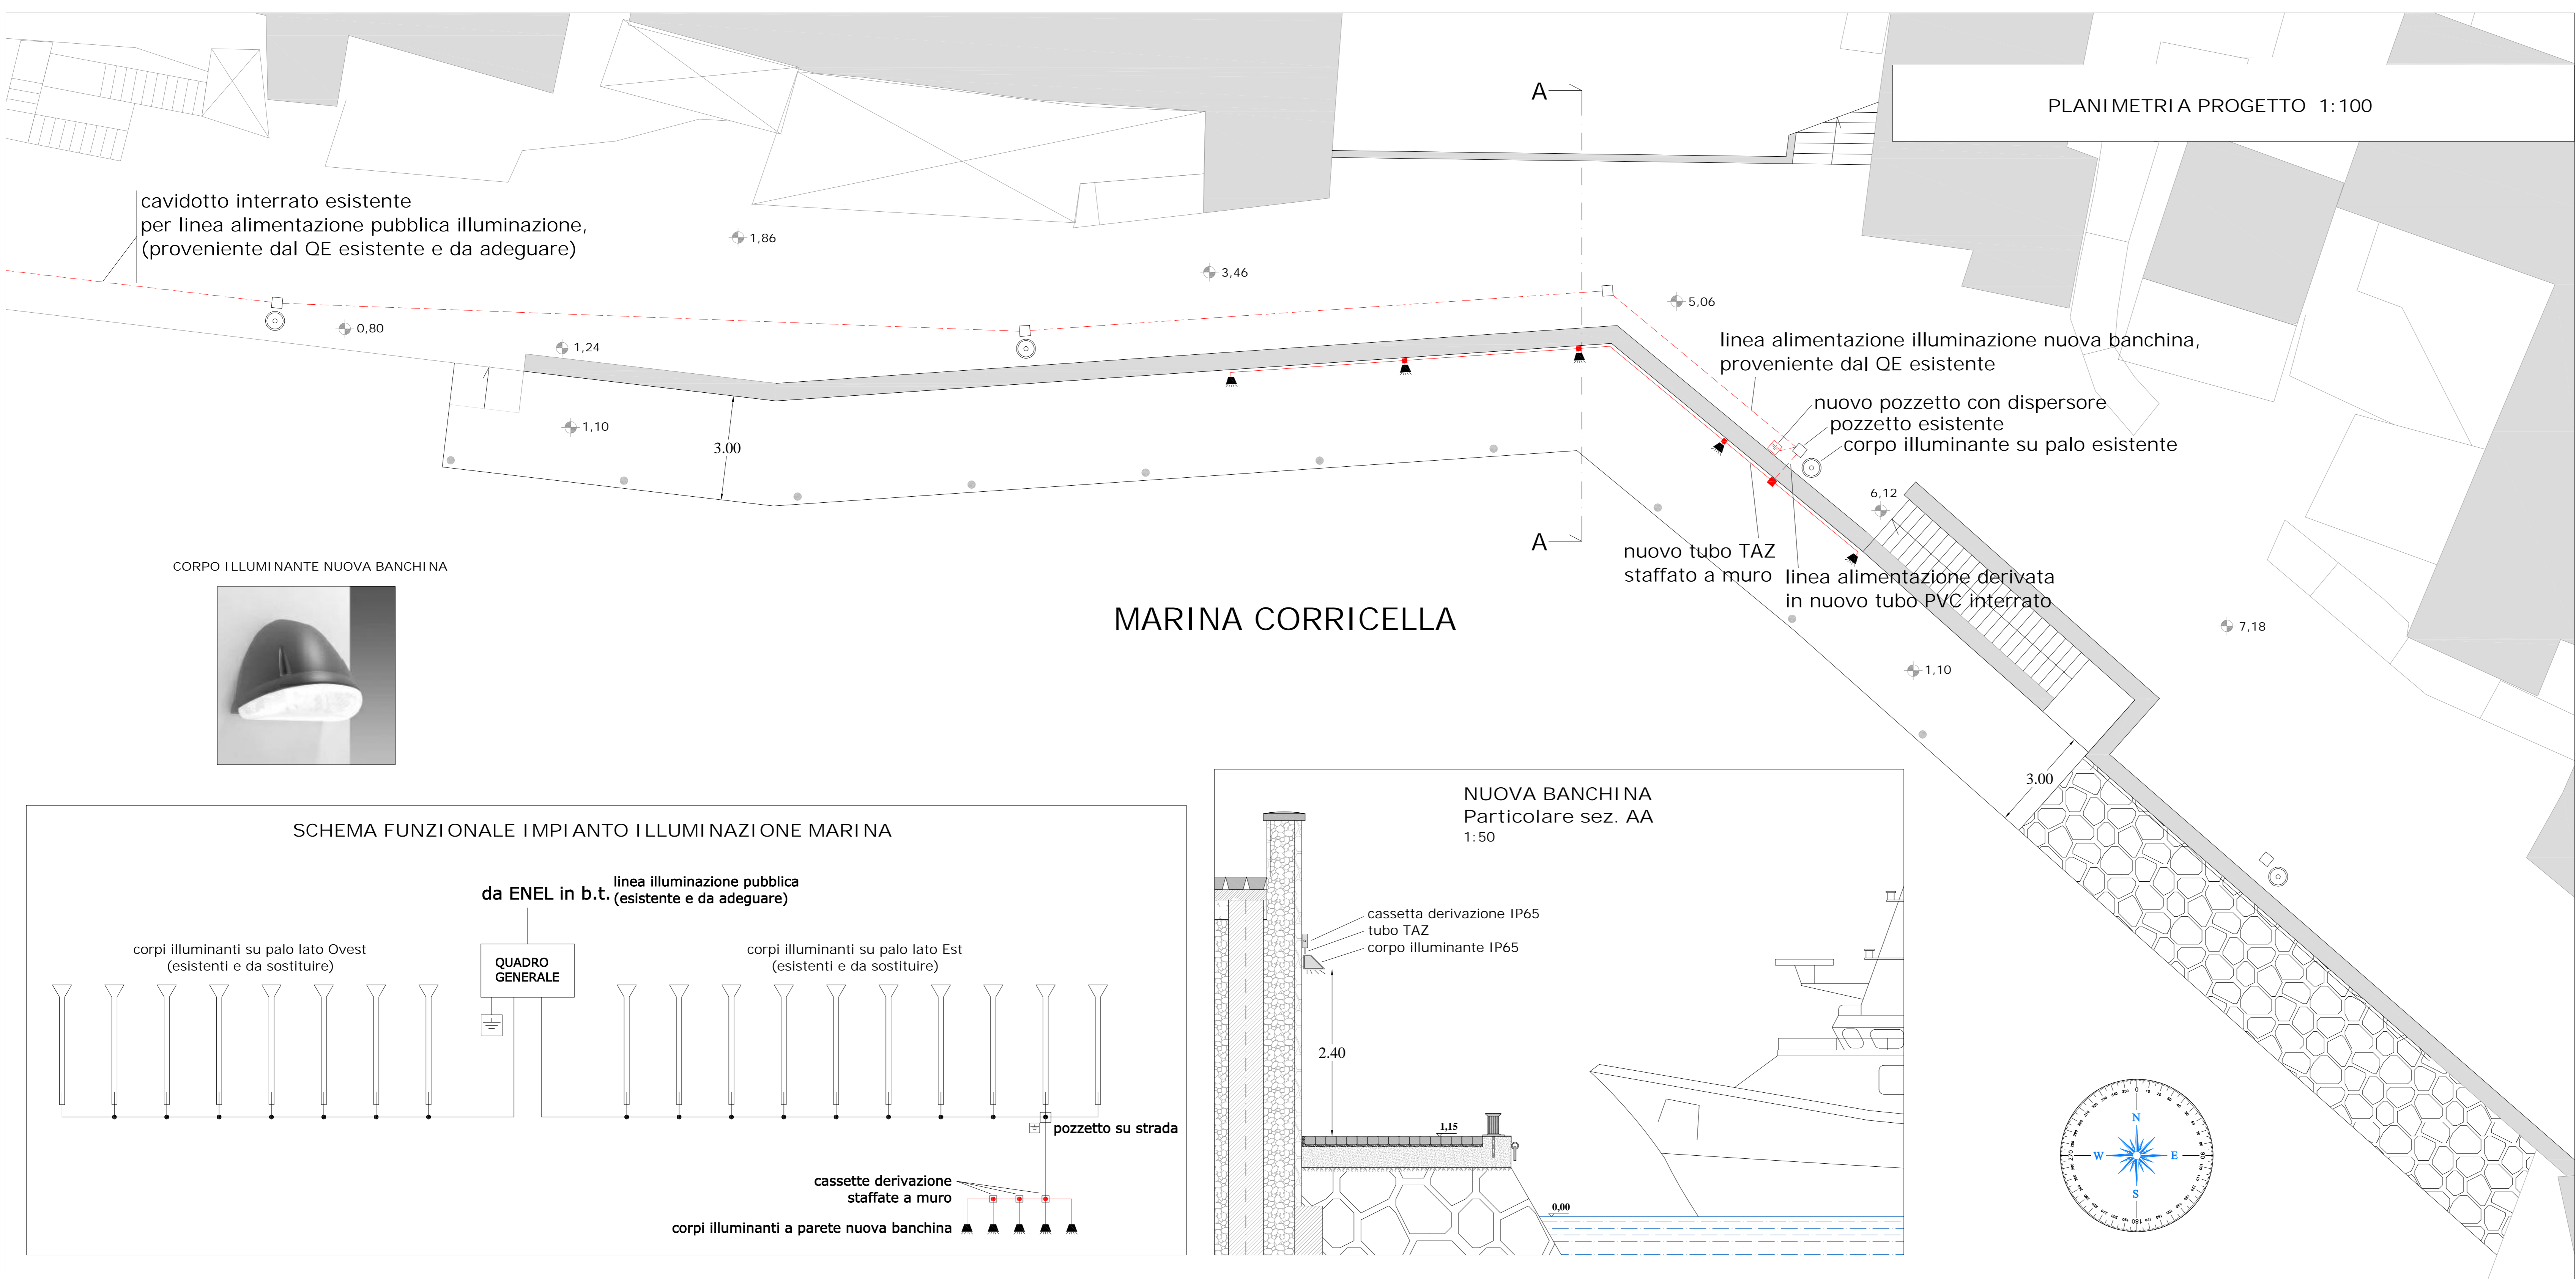 PLANIMETRIA PROGETTO 1:100
A
cavidotto interrato esistente
per linea alimentazione pubblica illuminazione,
(proveniente dal QE esistente e da adeguare)
1,86
3,46
5,06
0,80
1,24
linea alimentazione illuminazione nuova banchina,
proveniente dal QE esistente
nuovo pozzetto con dispersore
pozzetto esistente
corpo illuminante su palo esistente
1,10
3.00
6,12
A
nuovo tubo TAZ
staffato a muro
linea alimentazione derivata
in nuovo tubo PVC interrato
CORPO ILLUMINANTE NUOVA BANCHINA
MARINA CORRICELLA
7,18
1,10
3.00
SCHEMA FUNZIONALE IMPIANTO ILLUMINAZIONE MARINA
da ENEL in b.t.
linea illuminazione pubblica
(esistente e da adeguare)
corpi illuminanti su palo lato Ovest
(esistenti e da sostituire)
QUADRO
GENERALE
corpi illuminanti su palo lato Est
(esistenti e da sostituire)
pozzetto su strada
cassette derivazione
staffate a muro
corpi illuminanti a parete nuova banchina
NUOVA BANCHINA
Particolare sez. AA
1:50
cassetta derivazione IP65
tubo TAZ
corpo illuminante IP65
2.40
1,15
0,00
0
N
270
W
E
90
S
180